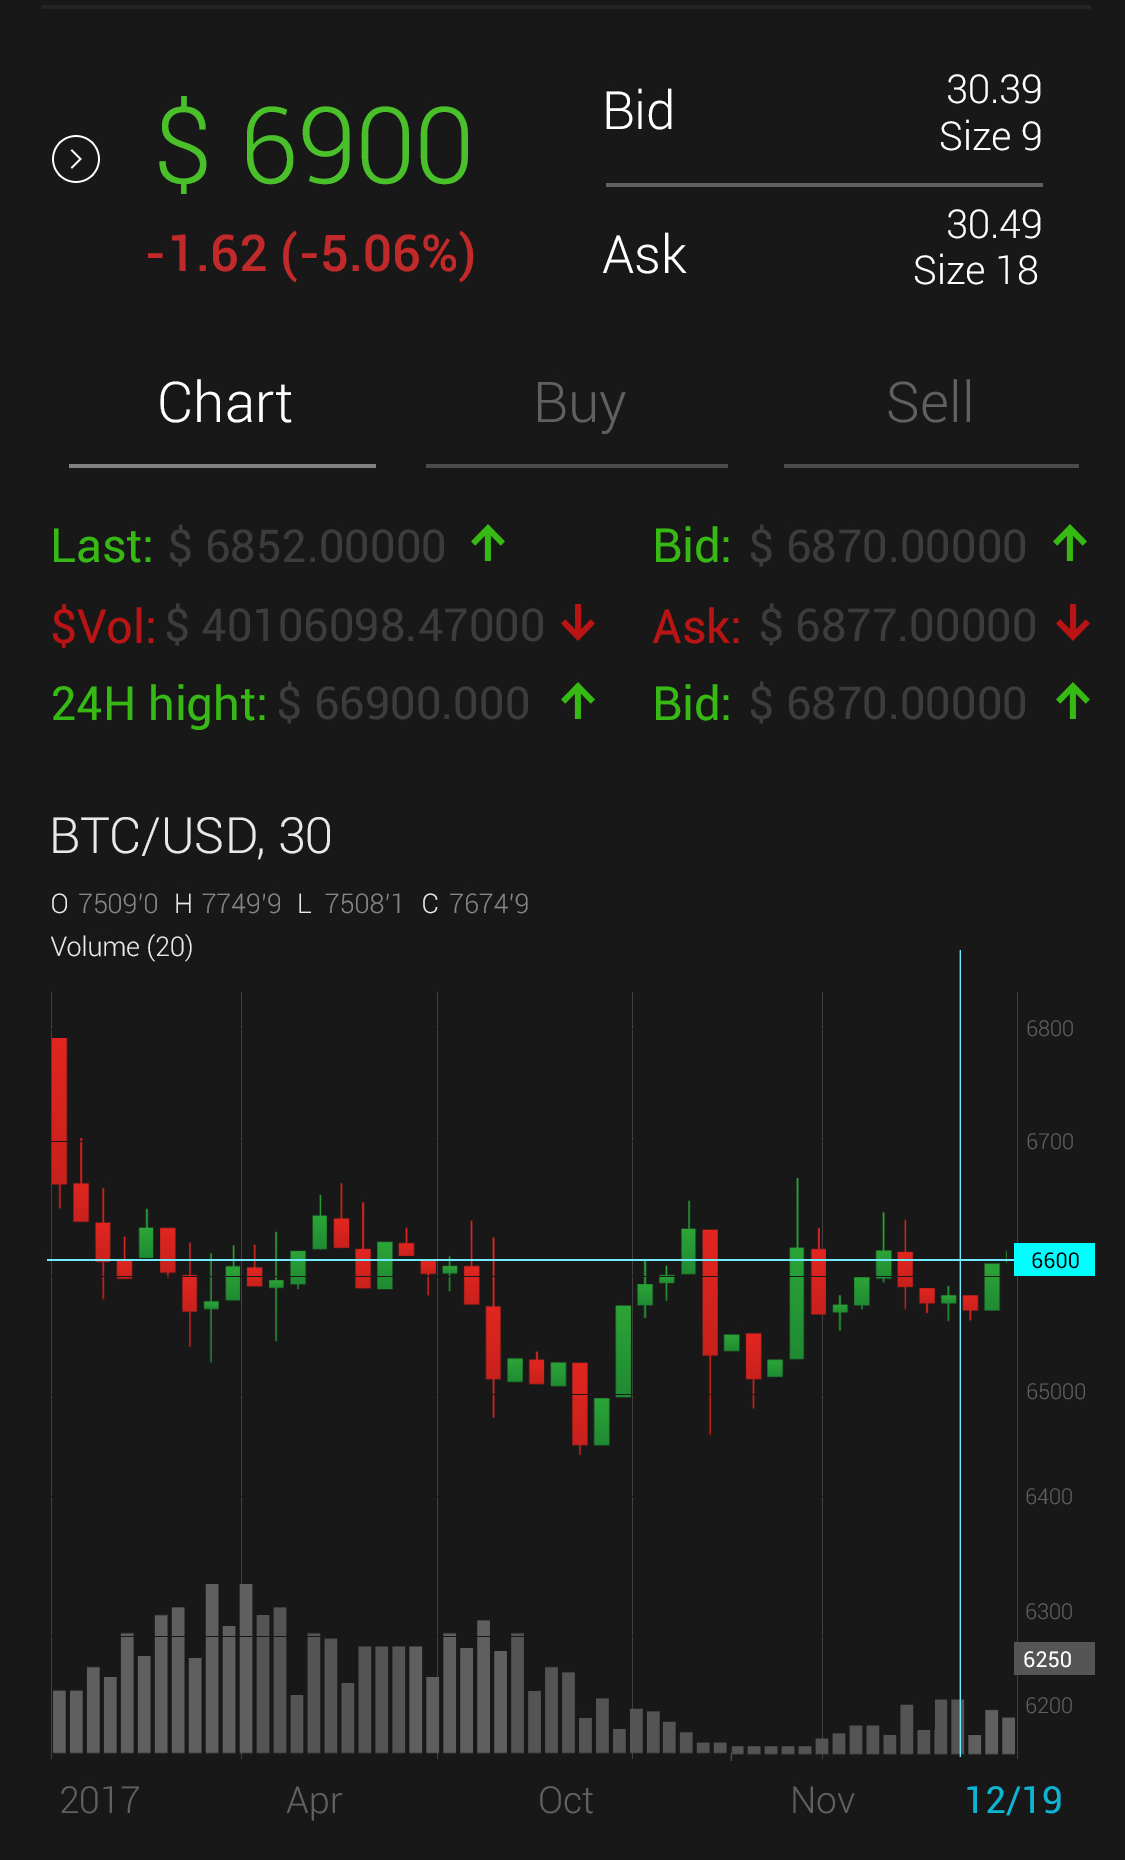 $ 6900
-1.62 (-5.06%)
Bid
30.39
Size 9
Ask
30.49
Size 18
Chart
Buy
Sell
Last: $ 6852.00000
Bid: $ 6870.00000
$Vol: $ 40106098.47000
Ask: $ 6877.00000
24H hight: $ 66900.000
Bid: $ 6870.00000
BTC/USD, 30
O 7509'0 H 7749'9 L 7508'1 C 7674'9
Volume (20)
6800
6700
6600
65000
6400
6300
6250
6200
2017 Apr Oct Nov 12/19